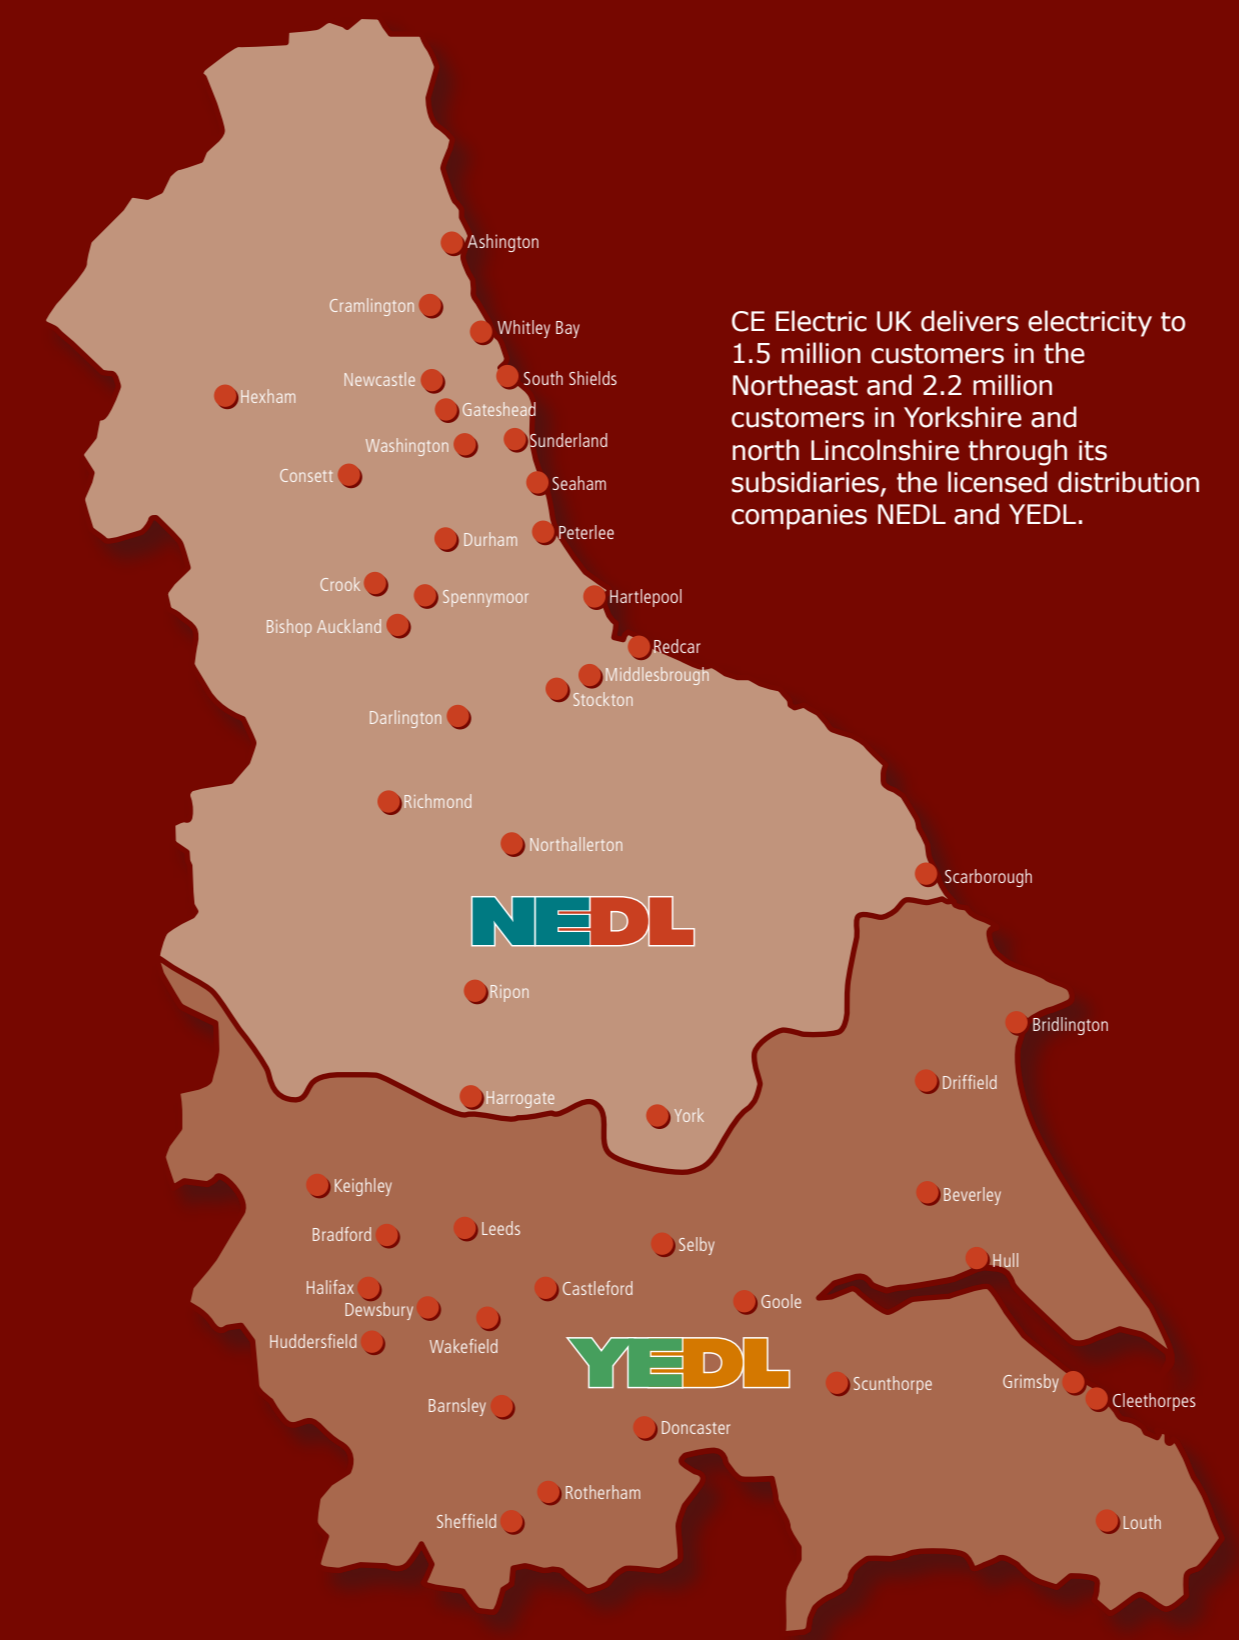 Ashington
Cramlington
Whitley Bay
CE Electric UK delivers electricity to
1.5 million customers in the
Northeast and 2.2 million
customers in Yorkshire and
north Lincolnshire through its
subsidiaries, the licensed distribution
companies NEDL and YEDL.
Newcastle
South Shields
Hexham
Gateshead
Washington
Sunderland
Consett
Seaham
Durham
Peterlee
Crook
Spennymoor
Hartlepool
Bishop Auckland
Redcar
Middlesbrough
Stockton
Darlington
Richmond
Northallerton
Scarborough
NEDL
Ripon
Bridlington
Driffield
Harrogate
York
Keighley
Beverley
Bradford
Leeds
Selby
Hull
Halifax
Castleford
Goole
Dewsbury
Huddersfield
Wakefield
YEDL
Scunthorpe
Grimsby
Cleethorpes
Barnsley
Doncaster
Rotherham
Sheffield
Louth